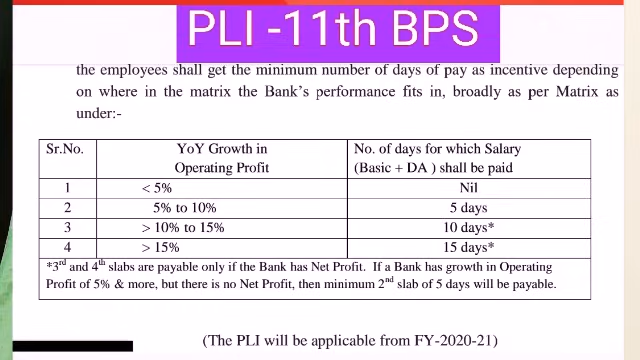 PLI -11th BPS
the employees shall get the minimum number of days of pay as incentive depending
on where in the matrix the Bank's performance fits in, broadly as per Matrix as
under:-
Sr.No. YoY Growth in Operating Profit No. of days for which Salary (Basic + DA ) shall be paid
1 < 5% Nil
2 5% to 10% 5 days
3 > 10% to 15% 10 days*
4 > 15% 15 days*
*3rd and 4th slabs are payable only if the Bank has Net Profit. If a Bank has growth in Operating
Profit of 5% & more, but there is no Net Profit, then minimum 2nd slab of 5 days will be payable.
(The PLI will be applicable from FY-2020-21)